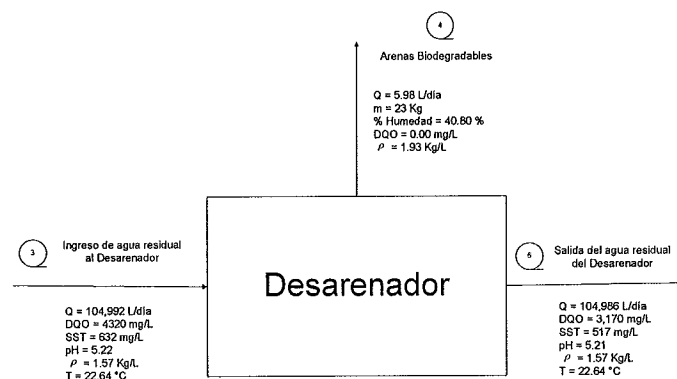 4
Arenas Biodegradables
Q = 5.98 L/día
m = 23 Kg
% Humedad = 40.80 %
DQO = 0.00 mg/L
ρ = 1.93 Kg/L
3
Ingreso de agua residual
al Desarenador
Q = 104,992 L/día
DQO = 4320 mg/L
SST = 632 mg/L
pH = 5.22
ρ = 1.57 Kg/L
T = 22.64 °C
Desarenador
5
Salida del agua residual
del Desarenador
Q = 104,986 L/día
DQO = 3,170 mg/L
SST = 517 mg/L
pH = 5.21
ρ = 1.57 Kg/L
T = 22.64 °C